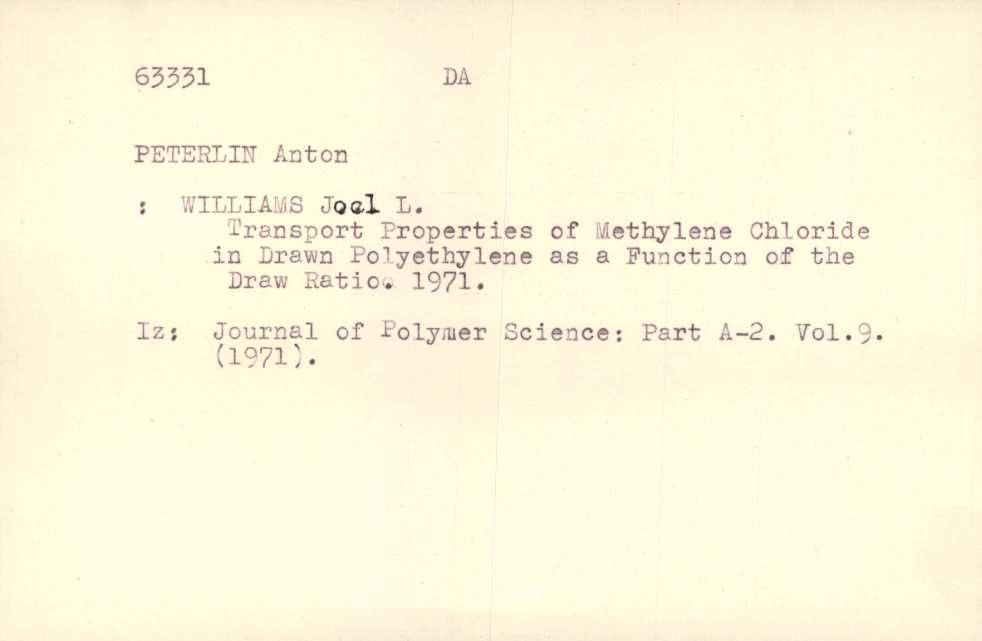 63331 DA
PETERLIN Anton
: WILLIAMS Joel L.
Transport Properties of Methylene Chloride
in Drawn Polyethylene as a Function of the
Draw Ratio. 1971.
Iz: Journal of Polymer Science: Part A-2. Vol.9.
(1971).